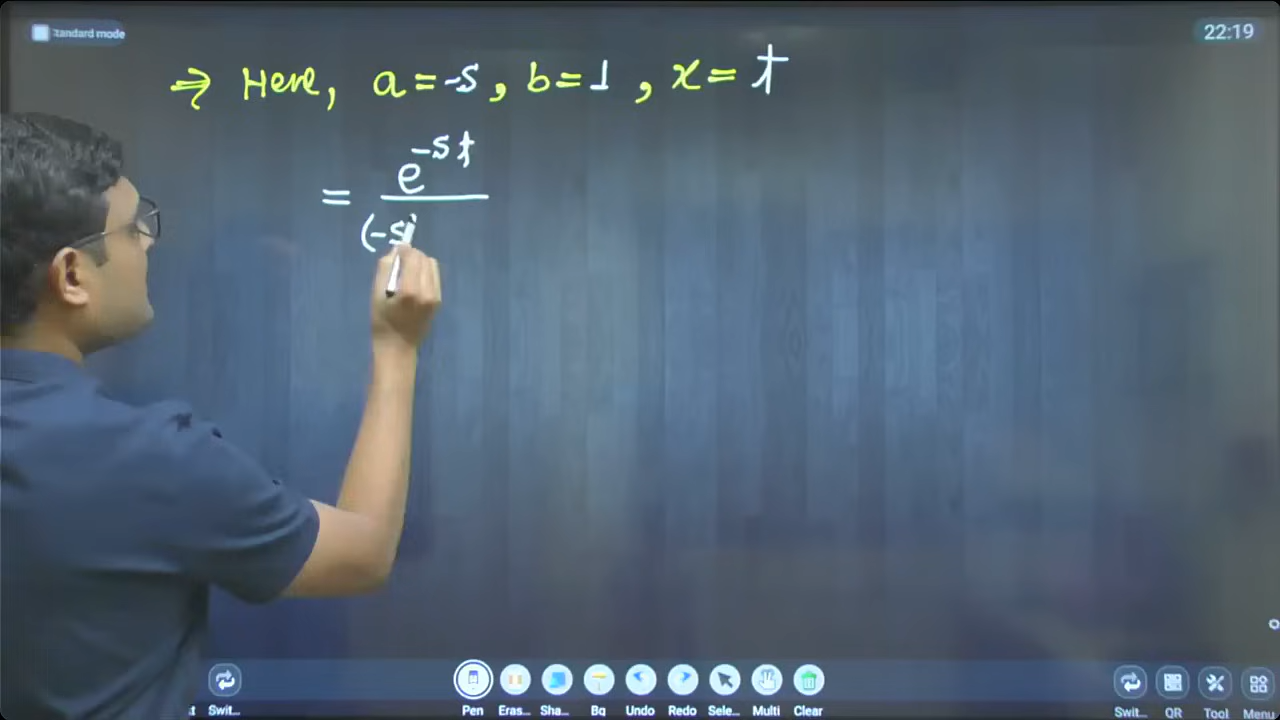 Standard mode
22:19
⇒ Here, a = -s, b = 1, x = t
= e^{-st}
(-s)
Swit... Pen Eras... Sha... Bg Undo Redo Sele... Multi Clear Swit... QR Tool Menu